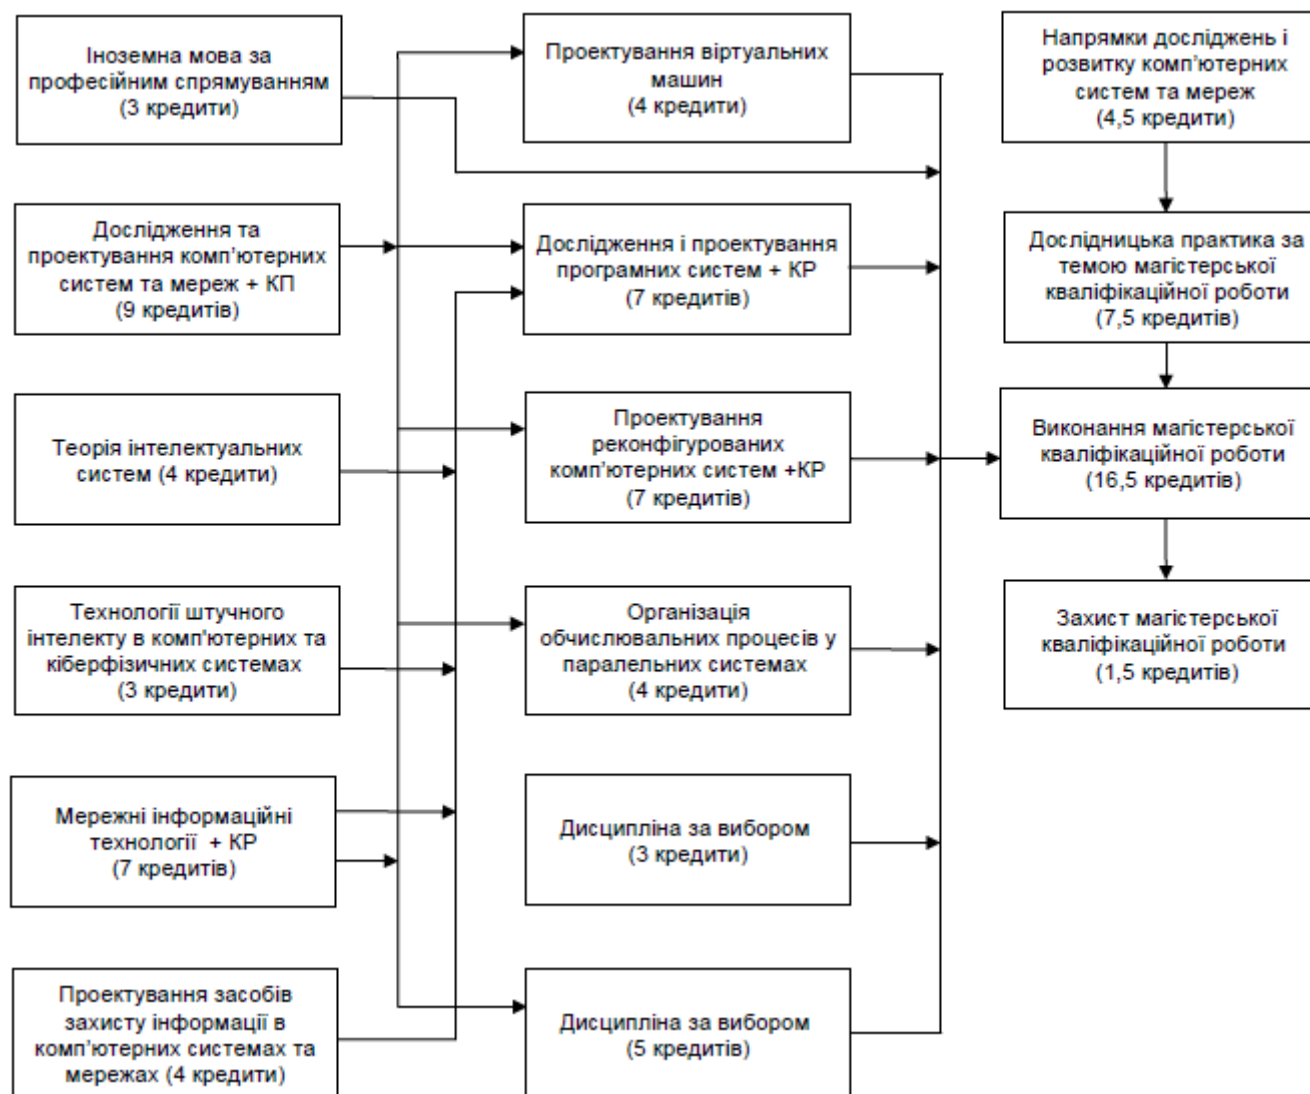 Іноземна мова за
професійним спрямуванням
(3 кредити)
Дослідження та
проектування комп'ютерних
систем та мереж + КП
(9 кредитів)
Теорія інтелектуальних
систем (4 кредити)
Технології штучного
інтелекту в комп'ютерних та
кіберфізичних системах
(3 кредити)
Мережні інформаційні
технології + КР
(7 кредитів)
Проектування засобів
захисту інформації в
комп'ютерних системах та
мережах (4 кредити)
Проектування віртуальних
машин
(4 кредити)
Дослідження і проектування
програмних систем + КР
(7 кредитів)
Проектування
реконфігурованих
комп'ютерних систем +КР
(7 кредитів)
Організація
обчислювальних процесів у
паралельних системах
(4 кредити)
Дисципліна за вибором
(3 кредити)
Дисципліна за вибором
(5 кредитів)
Напрямки досліджень і
розвитку комп'ютерних
систем та мереж
(4,5 кредити)
Дослідницька практика за
темою магістерської
кваліфікаційної роботи
(7,5 кредитів)
Виконання магістерської
кваліфікаційної роботи
(16,5 кредитів)
Захист магістерської
кваліфікаційної роботи
(1,5 кредитів)